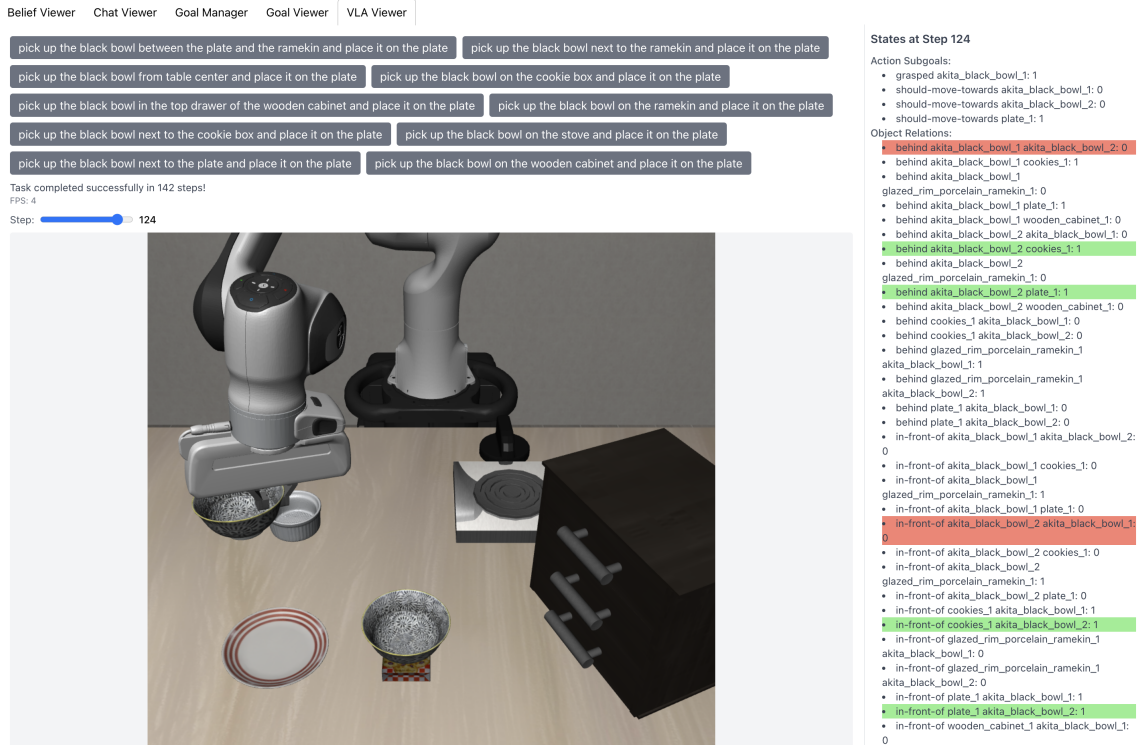 Belief Viewer Chat Viewer Goal Manager Goal Viewer VLA Viewer
pick up the black bowl between the plate and the ramekin and place it on the plate
pick up the black bowl next to the ramekin and place it on the plate
pick up the black bowl from table center and place it on the plate
pick up the black bowl on the cookie box and place it on the plate
pick up the black bowl in the top drawer of the wooden cabinet and place it on the plate
pick up the black bowl on the ramekin and place it on the plate
pick up the black bowl next to the cookie box and place it on the plate
pick up the black bowl on the stove and place it on the plate
pick up the black bowl next to the plate and place it on the plate
pick up the black bowl on the wooden cabinet and place it on the plate
Task completed successfully in 142 steps!
FPS: 4
Step: 124
States at Step 124
Action Subgoals:
• grasped akita_black_bowl_1: 1
• should-move-towards akita_black_bowl_1: 0
• should-move-towards akita_black_bowl_2: 0
• should-move-towards plate_1: 1
Object Relations:
• behind akita_black_bowl_1 akita_black_bowl_2: 0
• behind akita_black_bowl_1 cookies_1: 1
• behind akita_black_bowl_1
glazed_rim_porcelain_ramekin_1: 0
• behind akita_black_bowl_1 plate_1: 1
• behind akita_black_bowl_1 wooden_cabinet_1: 0
• behind akita_black_bowl_2 akita_black_bowl_1: 0
• behind akita_black_bowl_2 cookies_1: 1
• behind akita_black_bowl_2
glazed_rim_porcelain_ramekin_1: 0
• behind akita_black_bowl_2 plate_1: 1
• behind akita_black_bowl_2 wooden_cabinet_1: 0
• behind cookies_1 akita_black_bowl_1: 0
• behind cookies_1 akita_black_bowl_2: 0
• behind glazed_rim_porcelain_ramekin_1
akita_black_bowl_1: 1
• behind glazed_rim_porcelain_ramekin_1
akita_black_bowl_2: 1
• behind plate_1 akita_black_bowl_1: 0
• behind plate_1 akita_black_bowl_2: 0
• in-front-of akita_black_bowl_1 akita_black_bowl_2:
0
• in-front-of akita_black_bowl_1 cookies_1: 0
• in-front-of akita_black_bowl_1
glazed_rim_porcelain_ramekin_1: 1
• in-front-of akita_black_bowl_1 plate_1: 0
• in-front-of akita_black_bowl_2 akita_black_bowl_1:
0
• in-front-of akita_black_bowl_2 cookies_1: 0
• in-front-of akita_black_bowl_2
glazed_rim_porcelain_ramekin_1: 1
• in-front-of akita_black_bowl_2 plate_1: 0
• in-front-of cookies_1 akita_black_bowl_1: 1
• in-front-of cookies_1 akita_black_bowl_2: 1
• in-front-of glazed_rim_porcelain_ramekin_1
akita_black_bowl_1: 0
• in-front-of glazed_rim_porcelain_ramekin_1
akita_black_bowl_2: 0
• in-front-of plate_1 akita_black_bowl_1: 1
• in-front-of plate_1 akita_black_bowl_2: 1
• in-front-of wooden_cabinet_1 akita_black_bowl_1:
0